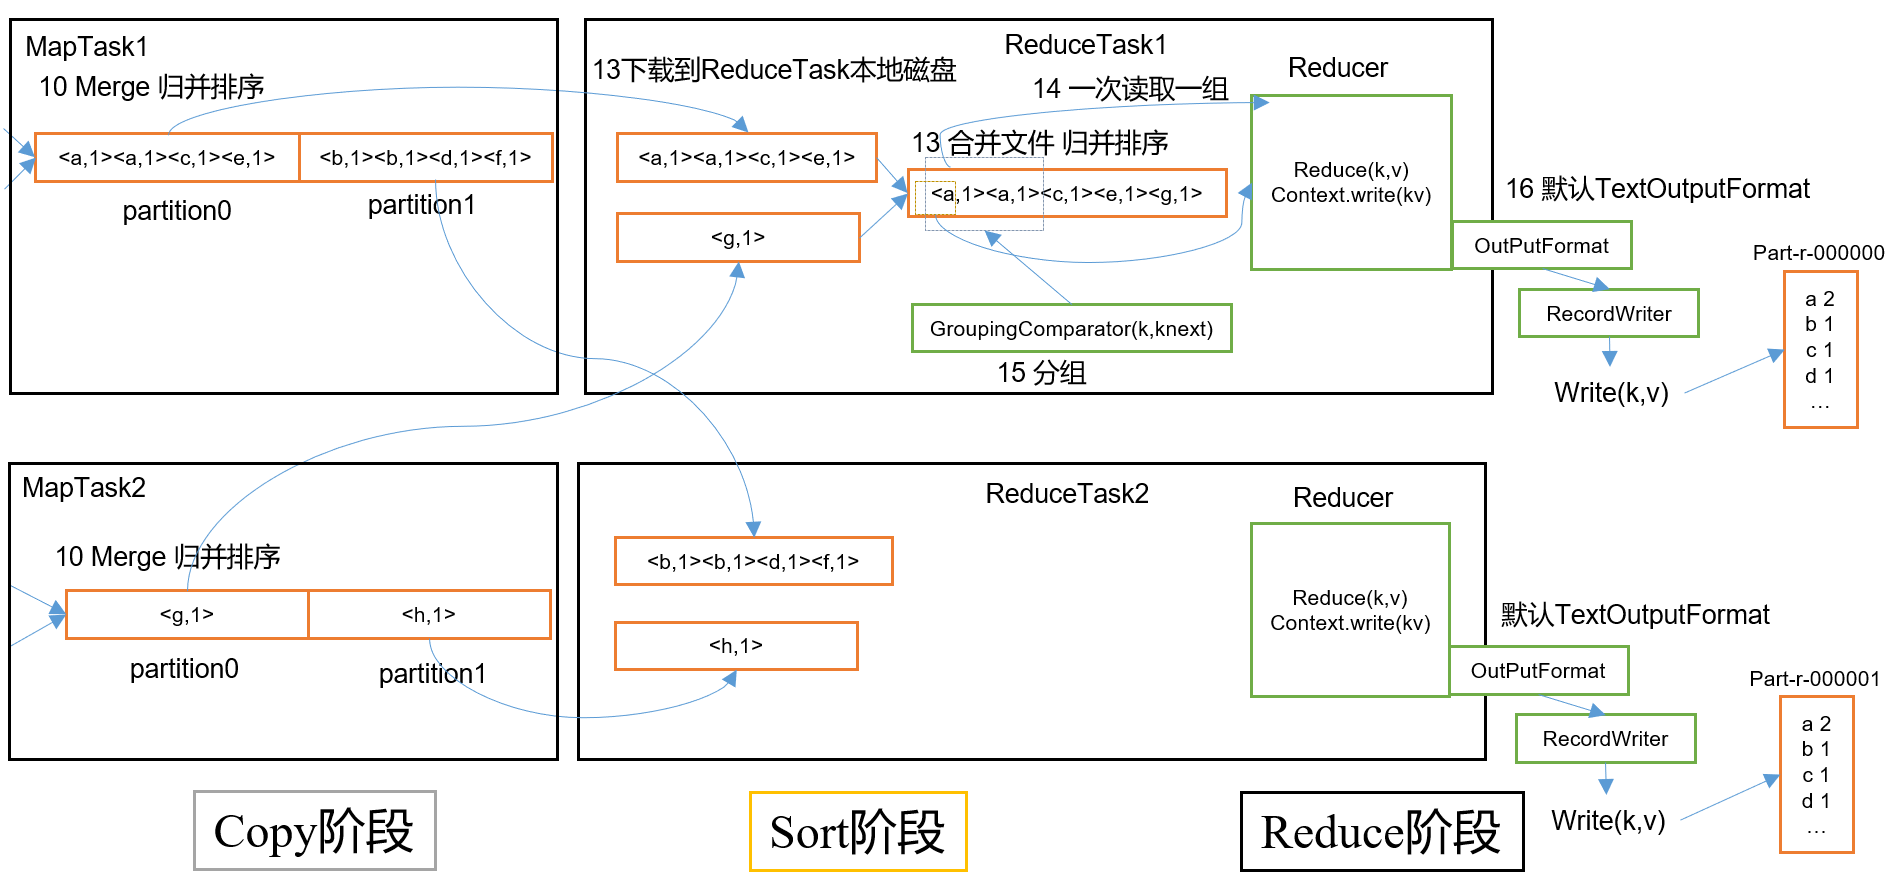 MapTask1
10 Merge 归并排序
<a,1><a,1><c,1><e,1>
<b,1><b,1><d,1><f,1>
partition0
partition1
ReduceTask1
13下载到ReduceTask本地磁盘
Reducer
14 一次读取一组
13 合并文件 归并排序
<a,1><a,1><c,1><e,1>
<a,1><a,1><c,1><e,1><g,1>
<g,1>
Reduce(k,v)
Context.write(kv)
GroupingComparator(k,knext)
15 分组
16 默认TextOutputFormat
OutPutFormat
RecordWriter
Write(k,v)
Part-r-000000
a 2
b 1
c 1
d 1
…
MapTask2
10 Merge 归并排序
<g,1>
<h,1>
partition0
partition1
ReduceTask2
Reducer
<b,1><b,1><d,1><f,1>
<h,1>
Reduce(k,v)
Context.write(kv)
默认TextOutputFormat
OutPutFormat
RecordWriter
Write(k,v)
Part-r-000001
a 2
b 1
c 1
d 1
…
Copy阶段
Sort阶段
Reduce阶段